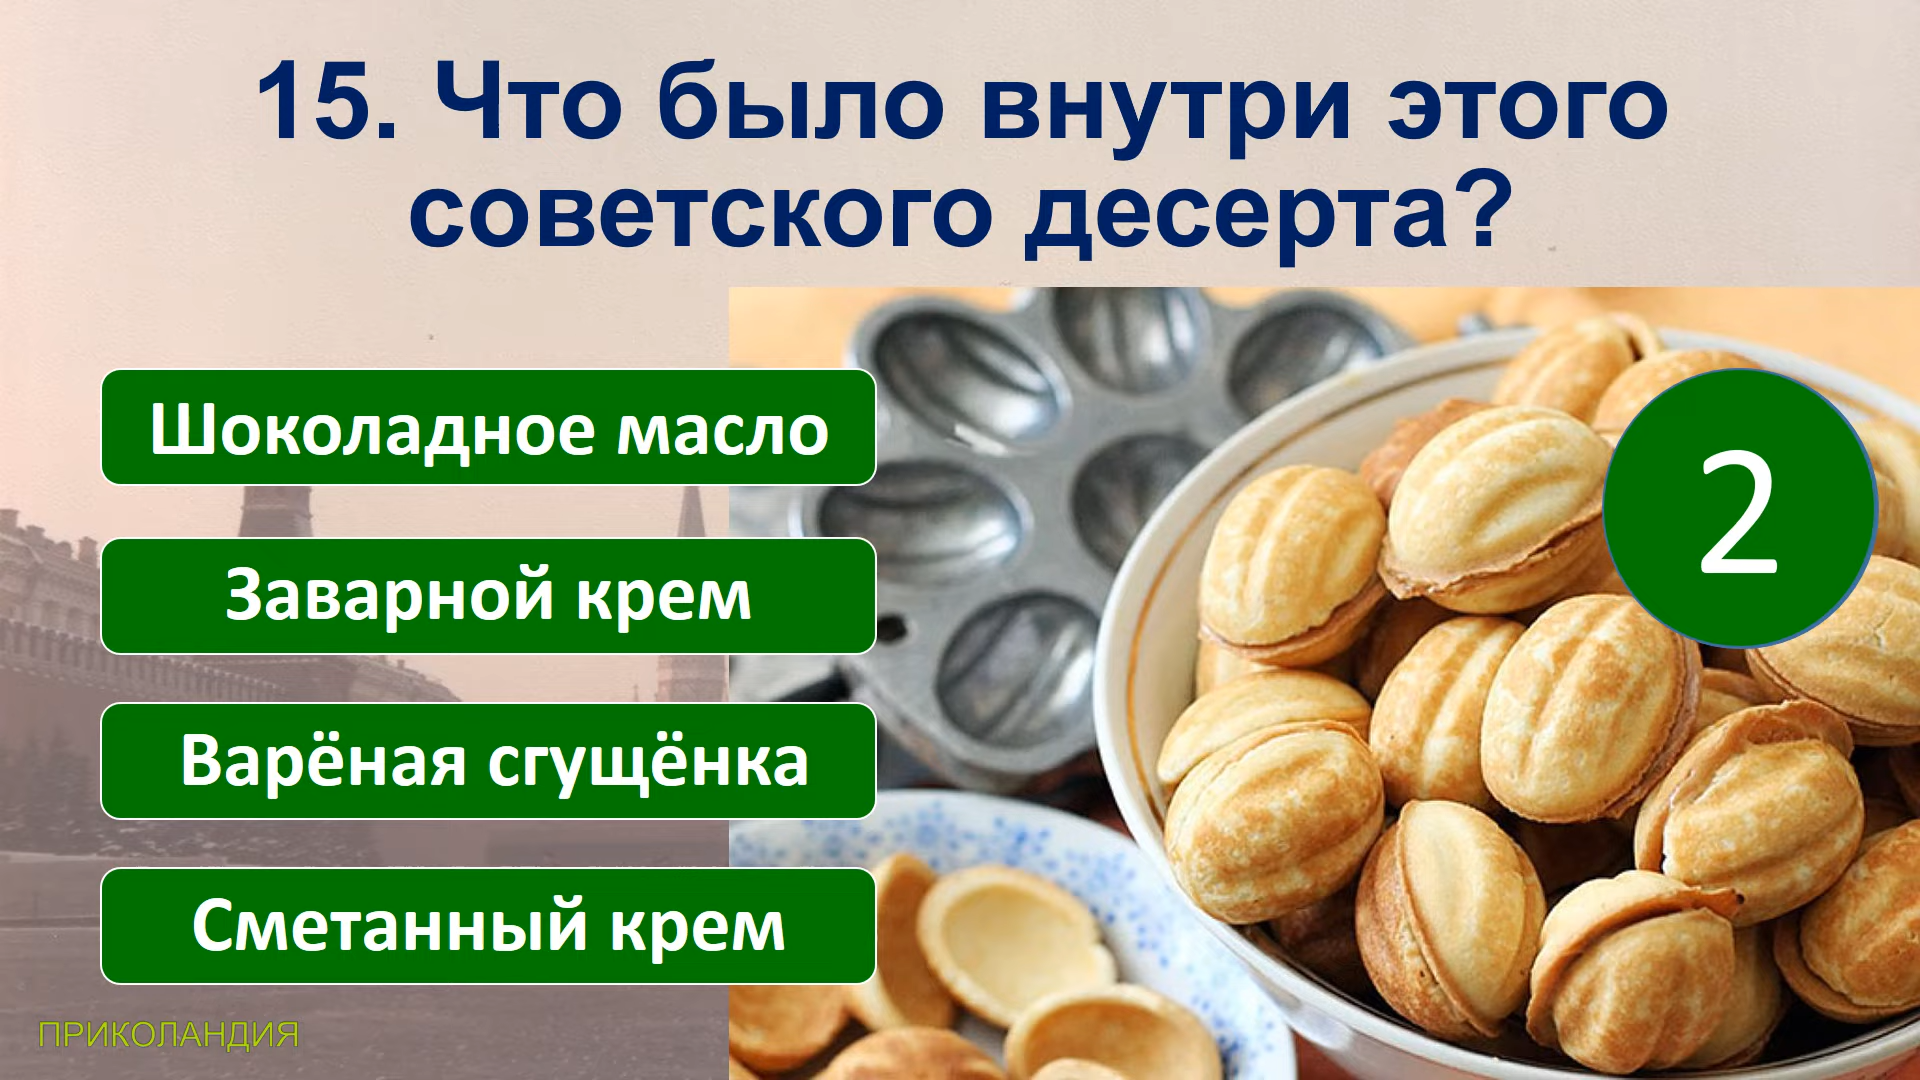 15. Что было внутри этого
советского десерта?
Шоколадное масло
Заварной крем
Варёная сгущёнка
Сметанный крем
2
ПРИКОЛАНДИЯ